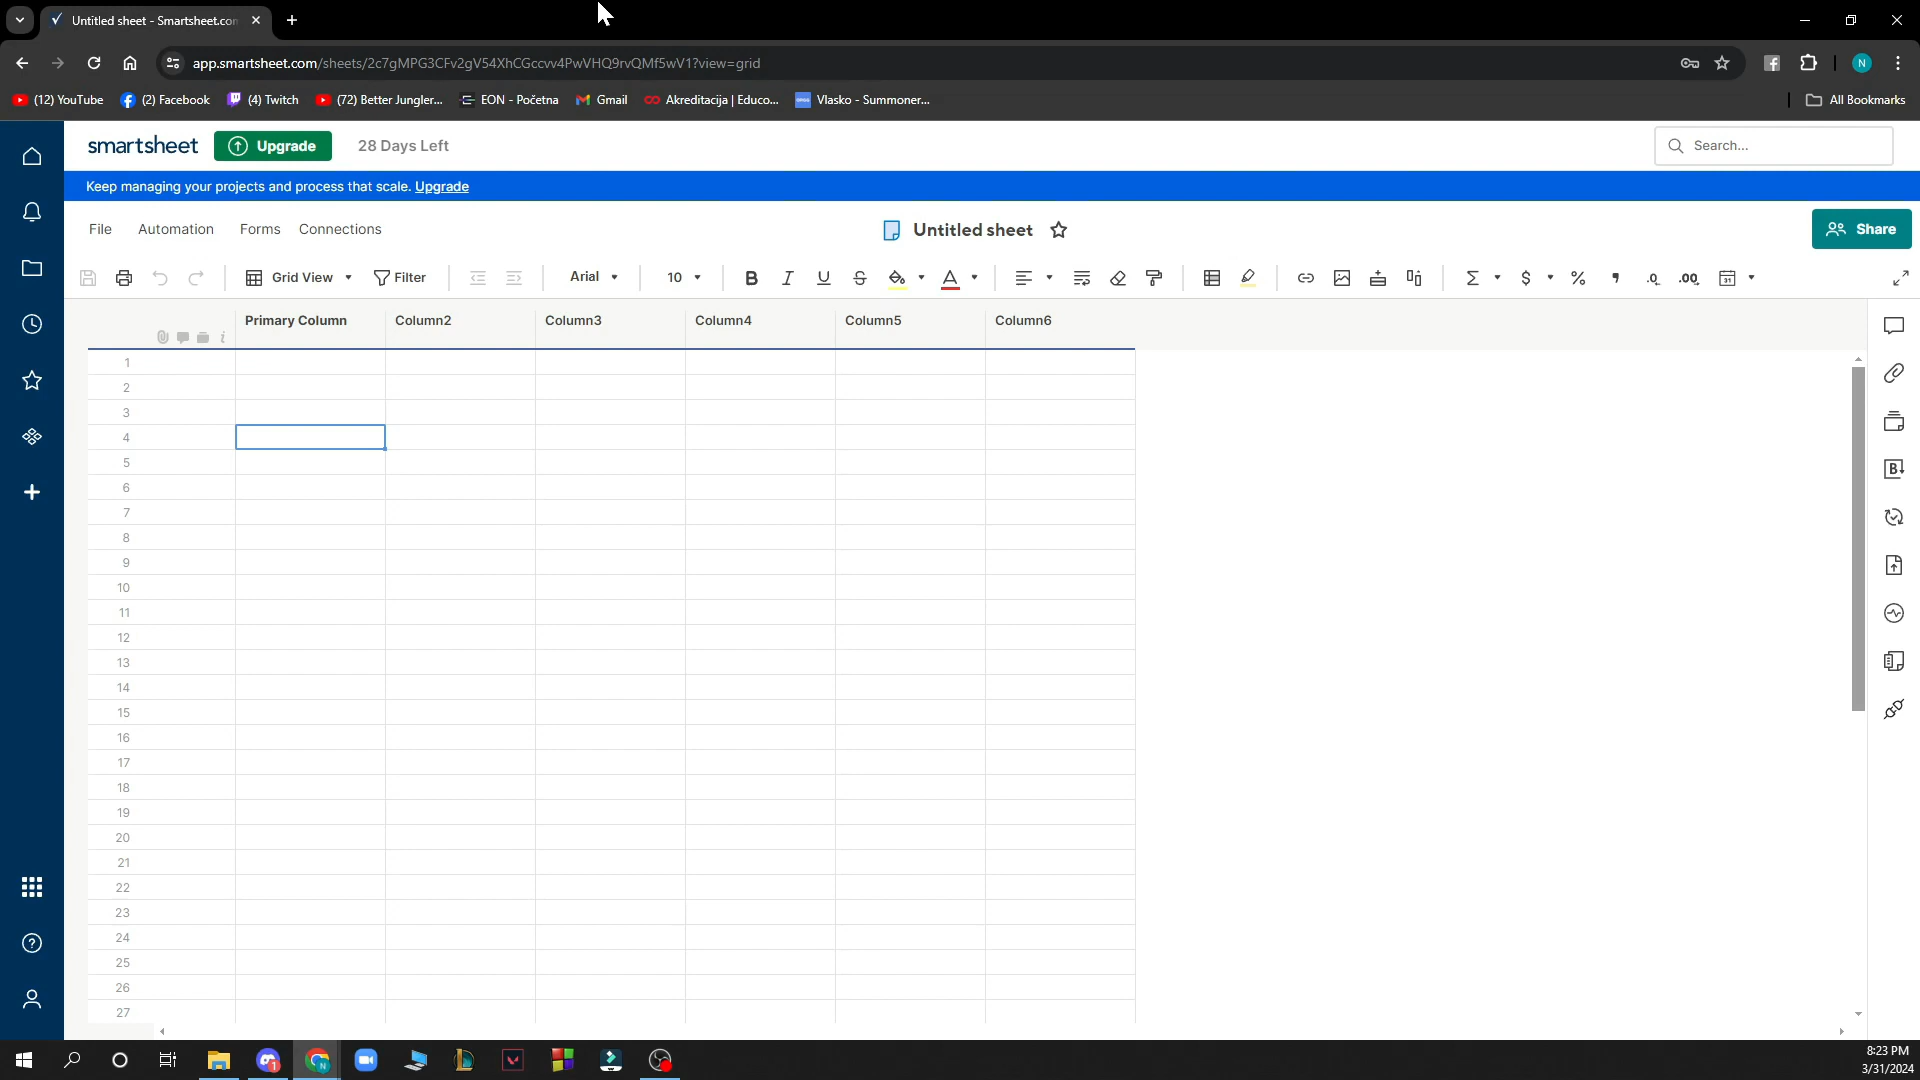 Untitled sheet - Smartsheet.com
app.smartsheet.com/sheets/2c7gMPG3CFv2gV54XhCGccvv4PwVHQ9rvQMf5wV1?view=grid
N
(12) YouTube
(2) Facebook
(4) Twitch
(72) Better Jungler...
EON - Početna
Gmail
Akreditacija | Educo...
Vlasko - Summoner...
All Bookmarks
smartsheet
Upgrade
28 Days Left
Search...
Keep managing your projects and process that scale. Upgrade
File
Automation
Forms
Connections
Untitled sheet
Share
Grid View
Filter
Arial
10
Primary Column
Column2
Column3
Column4
Column5
Column6
1
2
3
4
5
6
7
8
9
10
11
12
13
14
15
16
17
18
19
20
21
22
23
24
25
26
27
8:23 PM
3/31/2024